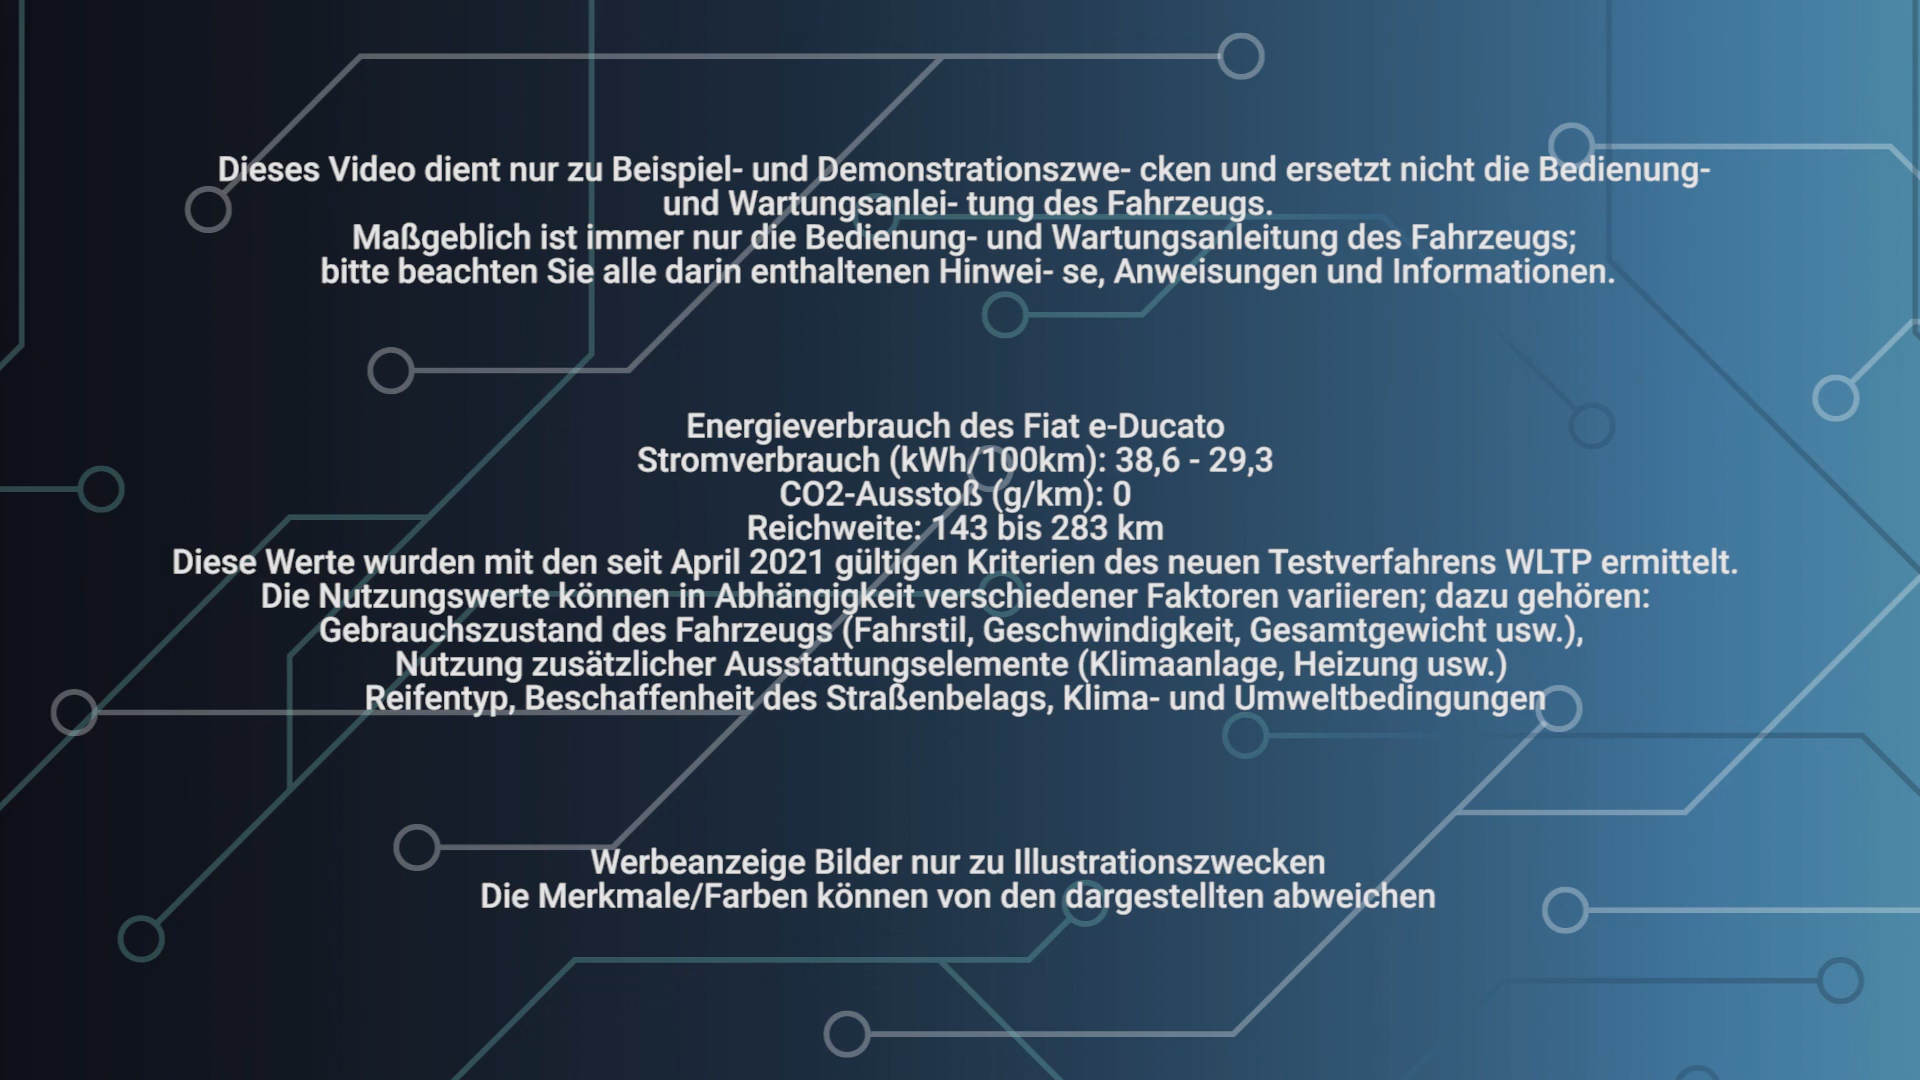 Dieses Video dient nur zu Beispiel- und Demonstrationszwe- cken und ersetzt nicht die Bedienung-
und Wartungsanlei- tung des Fahrzeugs.
Maßgeblich ist immer nur die Bedienung- und Wartungsanleitung des Fahrzeugs;
bitte beachten Sie alle darin enthaltenen Hinwei- se, Anweisungen und Informationen.
Energieverbrauch des Fiat e-Ducato
Stromverbrauch (kWh/100km): 38,6 - 29,3
CO2-Ausstoß (g/km): 0
Reichweite: 143 bis 283 km
Diese Werte wurden mit den seit April 2021 gültigen Kriterien des neuen Testverfahrens WLTP ermittelt.
Die Nutzungswerte können in Abhängigkeit verschiedener Faktoren variieren; dazu gehören:
Gebrauchszustand des Fahrzeugs (Fahrstil, Geschwindigkeit, Gesamtgewicht usw.),
Nutzung zusätzlicher Ausstattungselemente (Klimaanlage, Heizung usw.)
Reifentyp, Beschaffenheit des Straßenbelags, Klima- und Umweltbedingungen
Werbeanzeige Bilder nur zu Illustrationszwecken
Die Merkmale/Farben können von den dargestellten abweichen